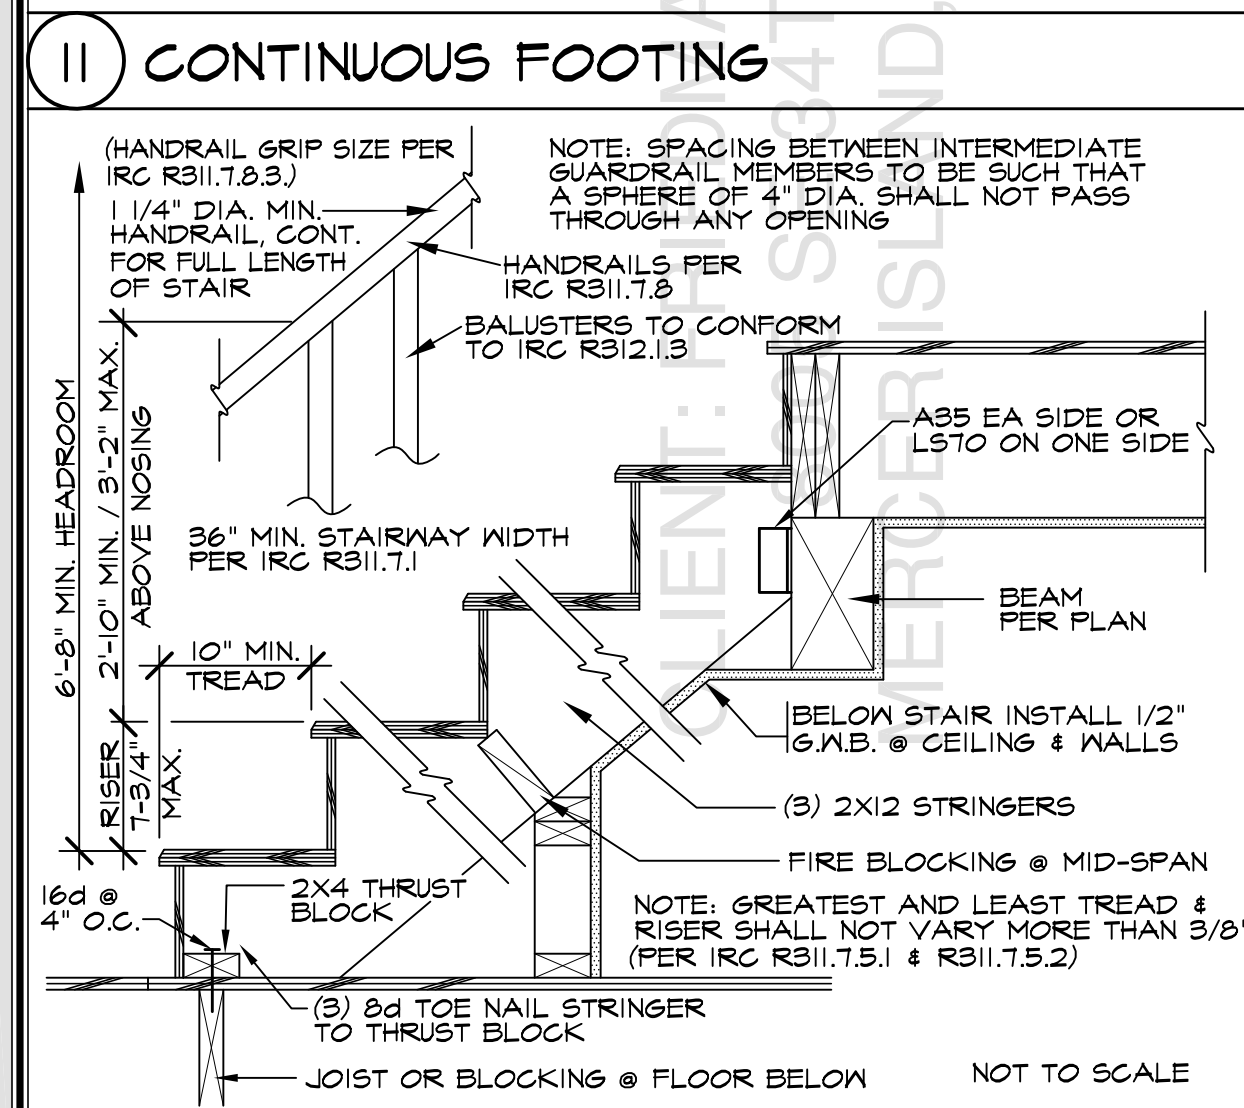 11 CONTINUOUS FOOTING
(HANDRAIL GRIP SIZE PER
IRC R311.7.8.3.)
1 1/4" DIA. MIN.
HANDRAIL, CONT.
FOR FULL LENGTH
OF STAIR
NOTE: SPACING BETWEEN INTERMEDIATE
GUARDRAIL MEMBERS TO BE SUCH THAT
A SPHERE OF 4" DIA. SHALL NOT PASS
THROUGH ANY OPENING
HANDRAILS PER
IRC R311.7.8
BALUSTERS TO CONFORM
TO IRC R312.1.3
6'-8" MIN. HEADROOM
2'-10" MIN. / 3'-2" MAX.
ABOVE NOSING
A35 EA SIDE OR
LS70 ON ONE SIDE
36" MIN. STAIRWAY WIDTH
PER IRC R311.7.1
BEAM
PER PLAN
10" MIN.
TREAD
RISER
7-3/4"
MAX.
BELOW STAIR INSTALL 1/2"
G.W.B. @ CEILING & WALLS
(3) 2X12 STRINGERS
FIRE BLOCKING @ MID-SPAN
16d @
4" O.C.
2X4 THRUST
BLOCK
NOTE: GREATEST AND LEAST TREAD &
RISER SHALL NOT VARY MORE THAN 3/8"
(PER IRC R311.7.5.1 & R311.7.5.2)
(3) 8d TOE NAIL STRINGER
TO THRUST BLOCK
JOIST OR BLOCKING @ FLOOR BELOW
NOT TO SCALE
CLIENT:
MERCER ISLAND,